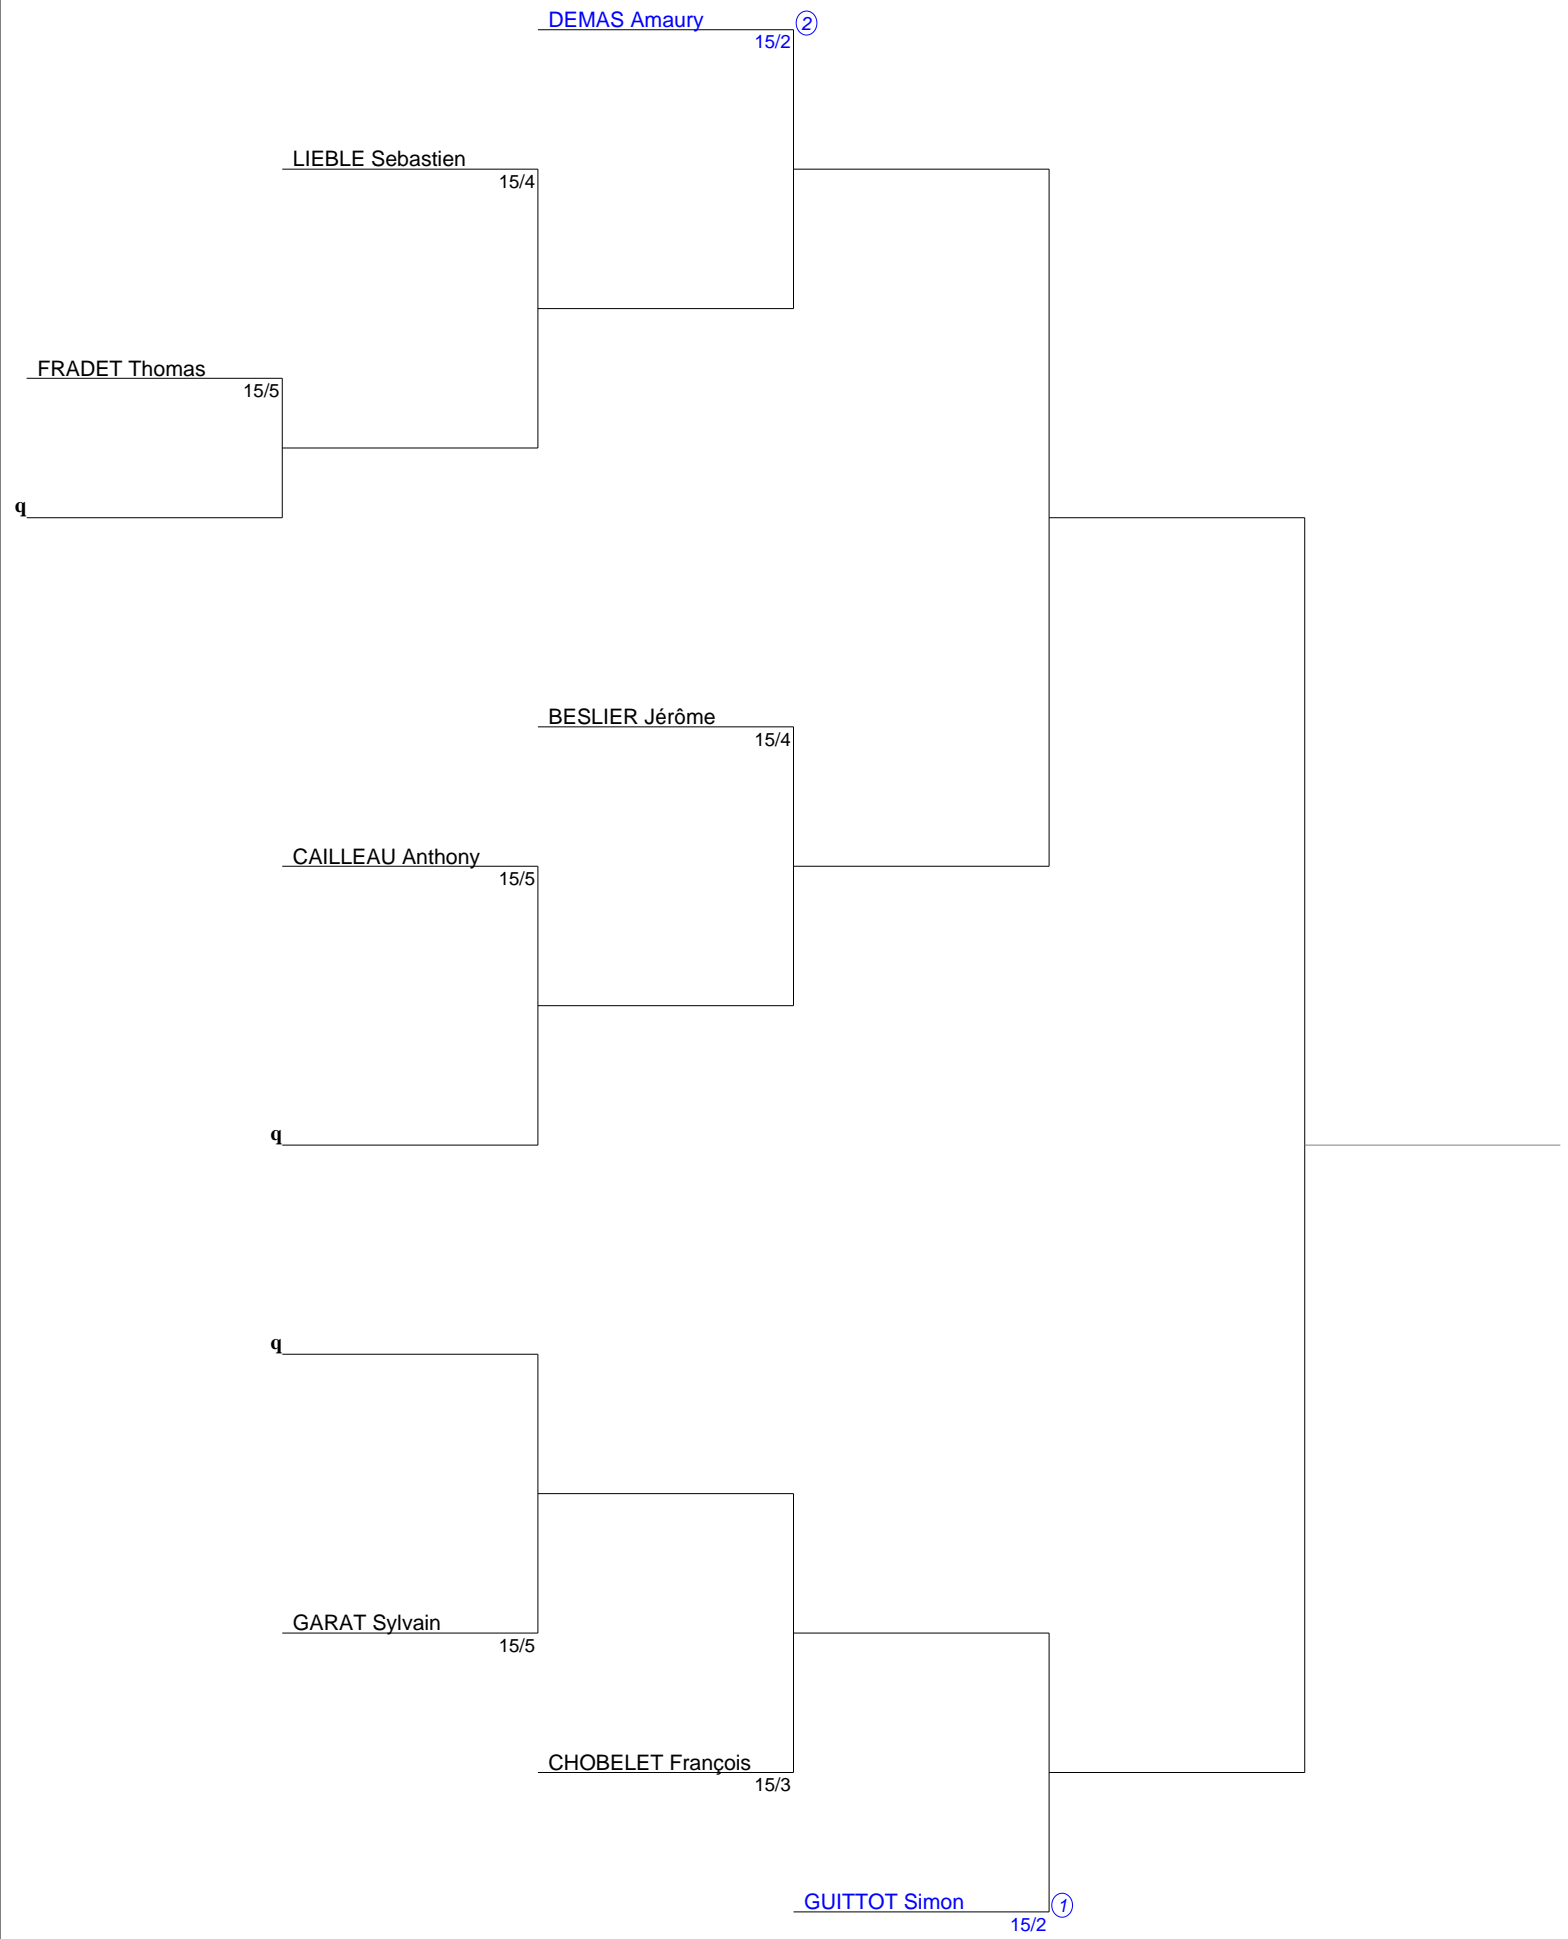 DEMAS Amaury
2
15/2
LIEBLE Sebastien
15/4
FRADET Thomas
15/5
q
BESLIER Jérôme
15/4
CAILLEAU Anthony
15/5
q
q
GARAT Sylvain
15/5
CHOBELET François
15/3
GUITTOT Simon
1
15/2